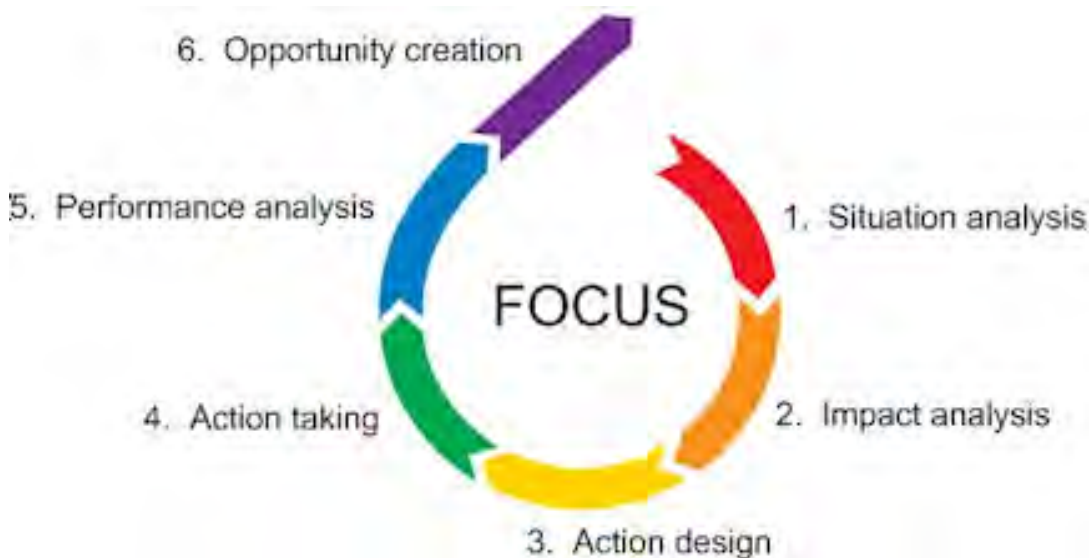 6. Opportunity creation
5. Performance analysis
1. Situation analysis
FOCUS
4. Action taking
2. Impact analysis
3. Action design